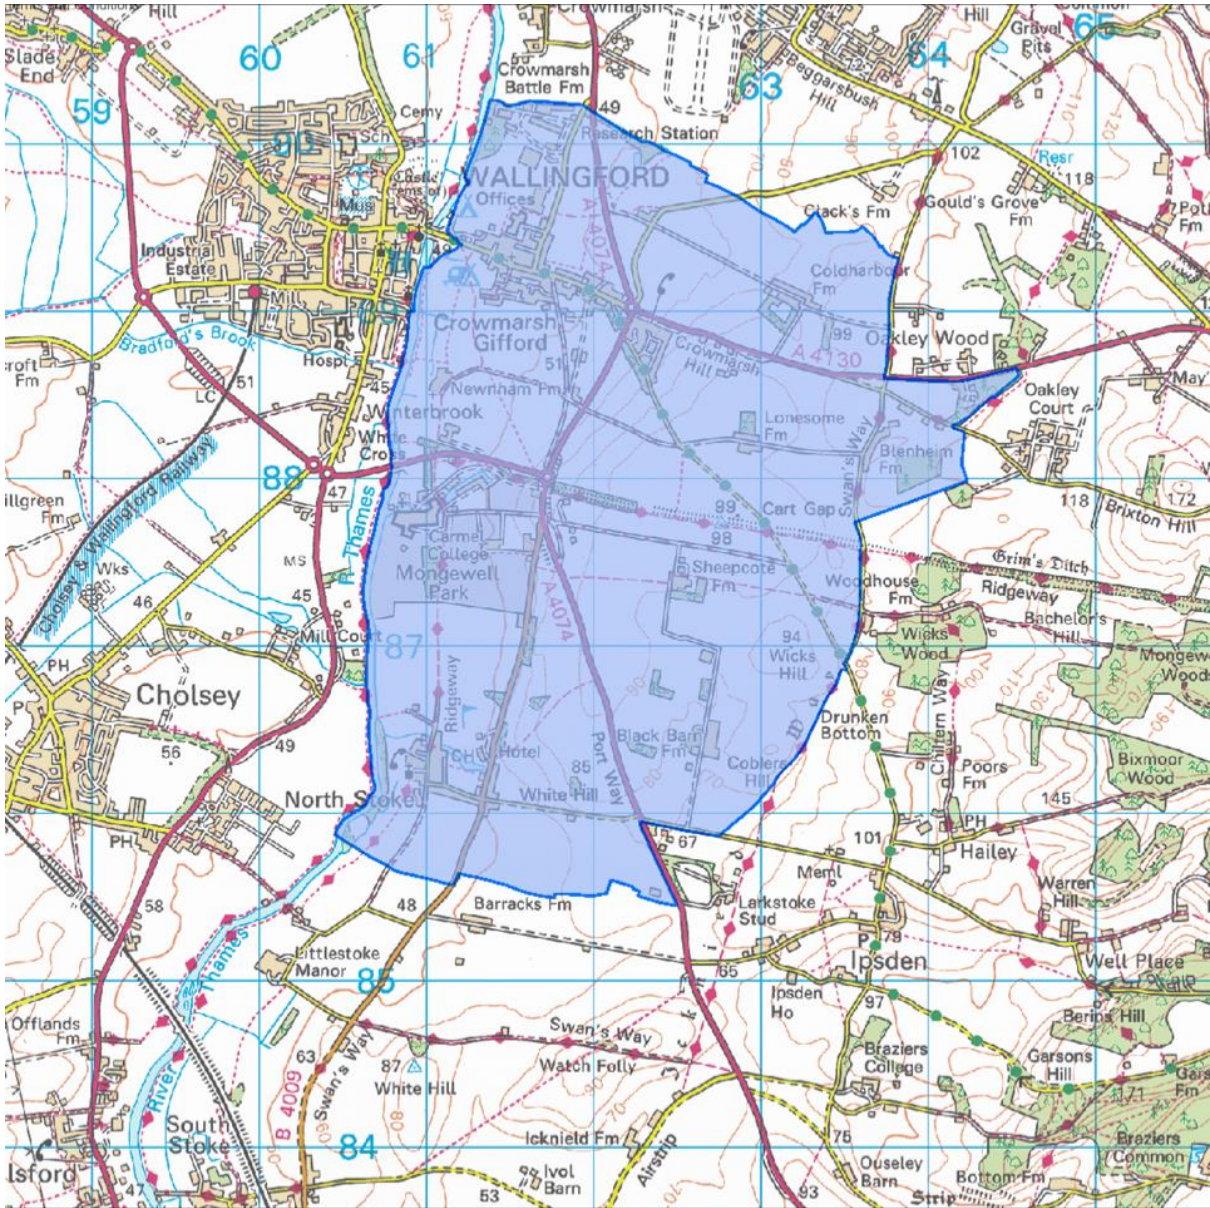 Hill
Slade
End
59
60
61
Crowmarsh
Battle Fm
Crowmarsh
49
Hill
Gravel
Pits
64
65
63
Beggarsbush
Hill
Common
Cemy
Sch
90
Research Station
102
Resr
118
WALLINGFORD
Offices
Castle
Mus
Clack's Fm
Gould's Grove
Fm
Industrial
Estate
Mill
A 4074
Coldharbour
Fm
99
Bradford's Brook
Hospl
Crowmarsh
Gifford
Crowmarsh
Hill
A 4130
Oakley Wood
Oakley
Court
May
croft
Fm
LC
51
45
51
Newnham Fm
Winterbrook
White
Cross
Lonesome
Fm
Swan's Way
Blenheim
Fm
88
47
illgreen
Fm
Cholsey & Wallingford Railway
R Thames
118
172
Brixton Hill
99
98
Cart Gap
Carmel
College
Mongewell
Park
Sheepcote
Fm
Woodhouse
Fm
Grim's Ditch
Ridgeway
Bachelor's
Hill
MS
Wks
46
45
Mill Court
87
A 4074
94
Wicks
Hill
Wicks
Wood
Mongewell
Woods
PH
Cholsey
56
49
Ridgeway
CH
Hotel
Port Way
Black Barn
Fm
Coblers
Hill
Drunken
Bottom
Chiltern Way
Poors
Fm
Bixmoor
Wood
North Stoke
85
White Hill
67
101
PH
Hailey
145
PH
58
48
Barracks Fm
Larkstoke
Stud
Meml
Warren
Hill
Littlestoke
Manor
85
65
P
79
Ipsden
Ipsden
Ho
97
Well Place
Berins Hill
Offlands
Fm
River Thames
63
Swan's Way
B 4009
87
White Hill
Swan's Way
Watch Folly
Icknield
Braziers
College
Garsons
Hill
171
Gars
Fm
South
Stoke
84
Icknield Fm
Airstrip
75
Braziers
Common
lsford
47
53
Ivol
Barn
93
Ouseley
Barn
Bottom Fm
Strip